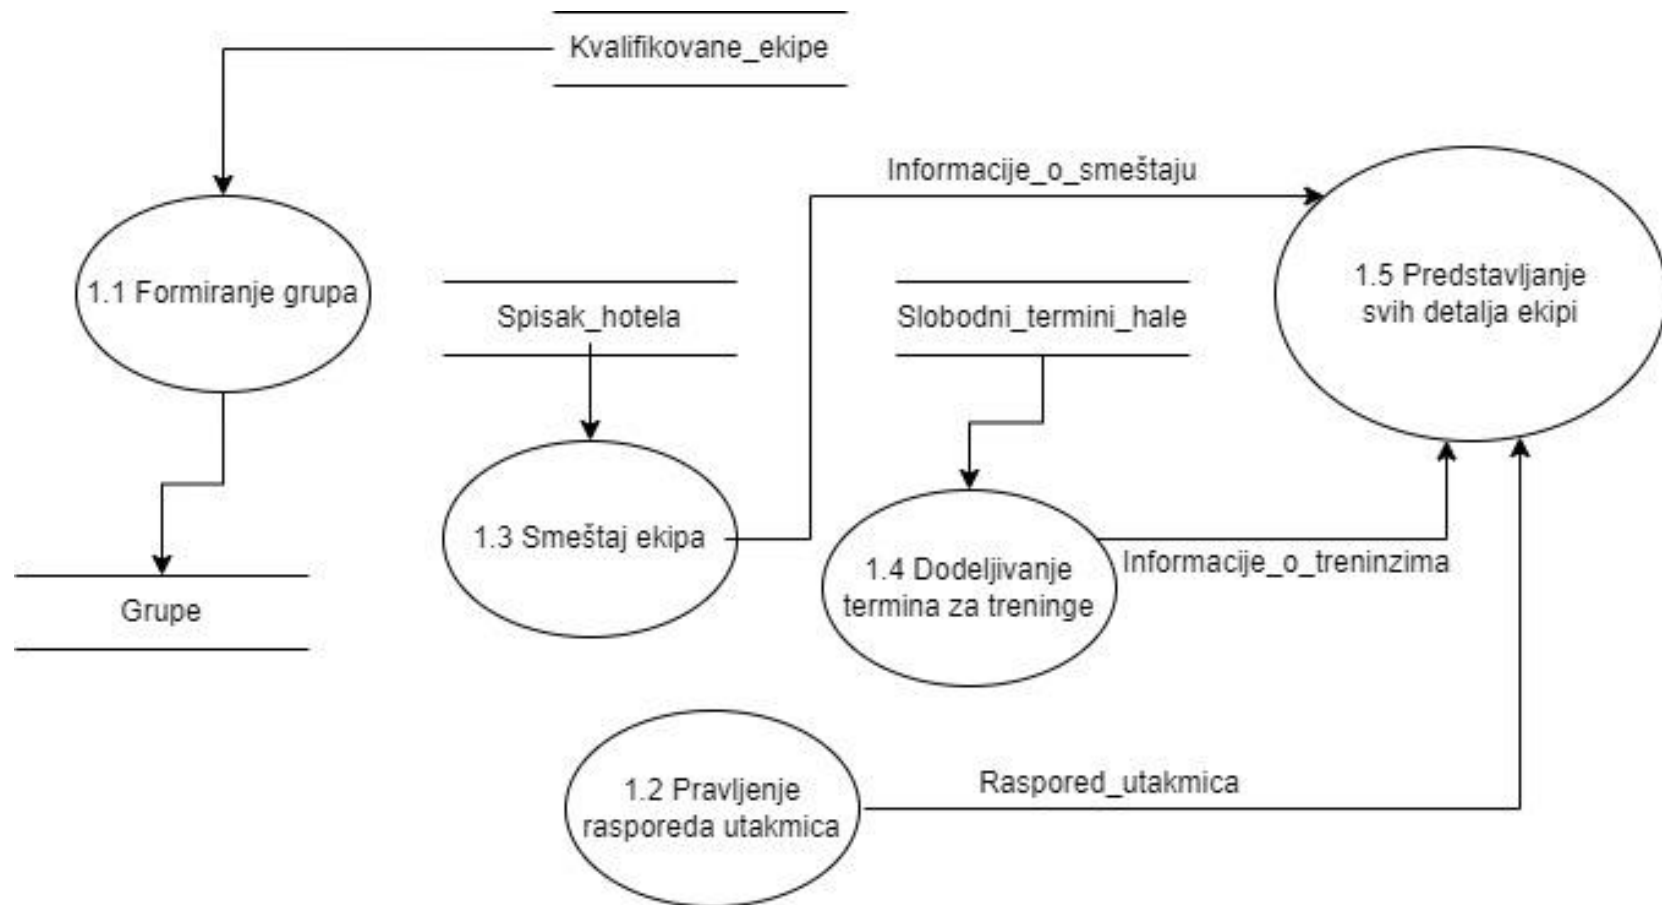 Kvalifikovane_ekipe
Informacije_o_smeštaju
1.1 Formiranje grupa
Spisak_hotela
Slobodni_termini_hale
1.5 Predstavljanje
svih detalja ekipi
1.3 Smeštaj ekipa
1.4 Dodeljivanje
termina za treninge
Informacije_o_treninzima
Grupe
1.2 Pravljenje
rasporeda utakmica
Raspored_utakmica